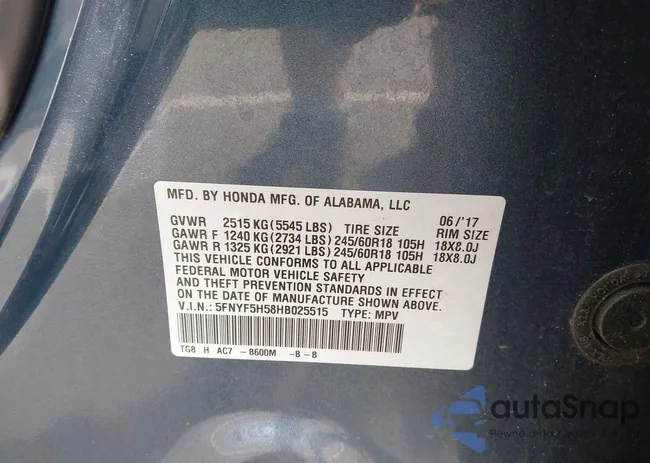 MFD. BY HONDA MFG. OF ALABAMA, LLC
06/'17
GVWR 2515 KG (5545 LBS) TIRE SIZE RIM SIZE
GAWR F 1240 KG (2734 LBS) 245/60R18 105H 18X8.0J
GAWR R 1325 KG (2921 LBS) 245/60R18 105H 18X8.0J
THIS VEHICLE CONFORMS TO ALL APPLICABLE
FEDERAL MOTOR VEHICLE SAFETY
AND THEFT PREVENTION STANDARDS IN EFFECT
ON THE DATE OF MANUFACTURE SHOWN ABOVE.
V.I.N.: 5FNYF5H58HB025515 TYPE: MPV
TG8 H AC7 -B600M -B-B
autoSnap